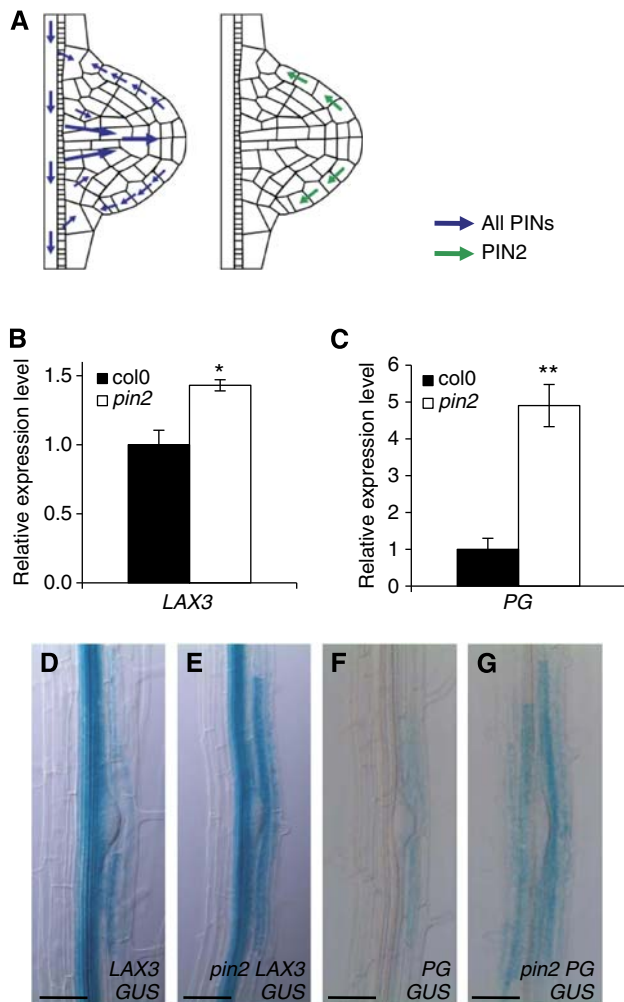 A
All PINs
PIN2
B
Relative expression level
1.5
1.0
0.5
0.0
col0
pin2
*
LAX3
C
Relative expression level
6
5
4
3
2
1
0
col0
pin2
**
PG
D
LAX3
GUS
E
pin2 LAX3
GUS
F
PG
GUS
G
pin2 PG
GUS